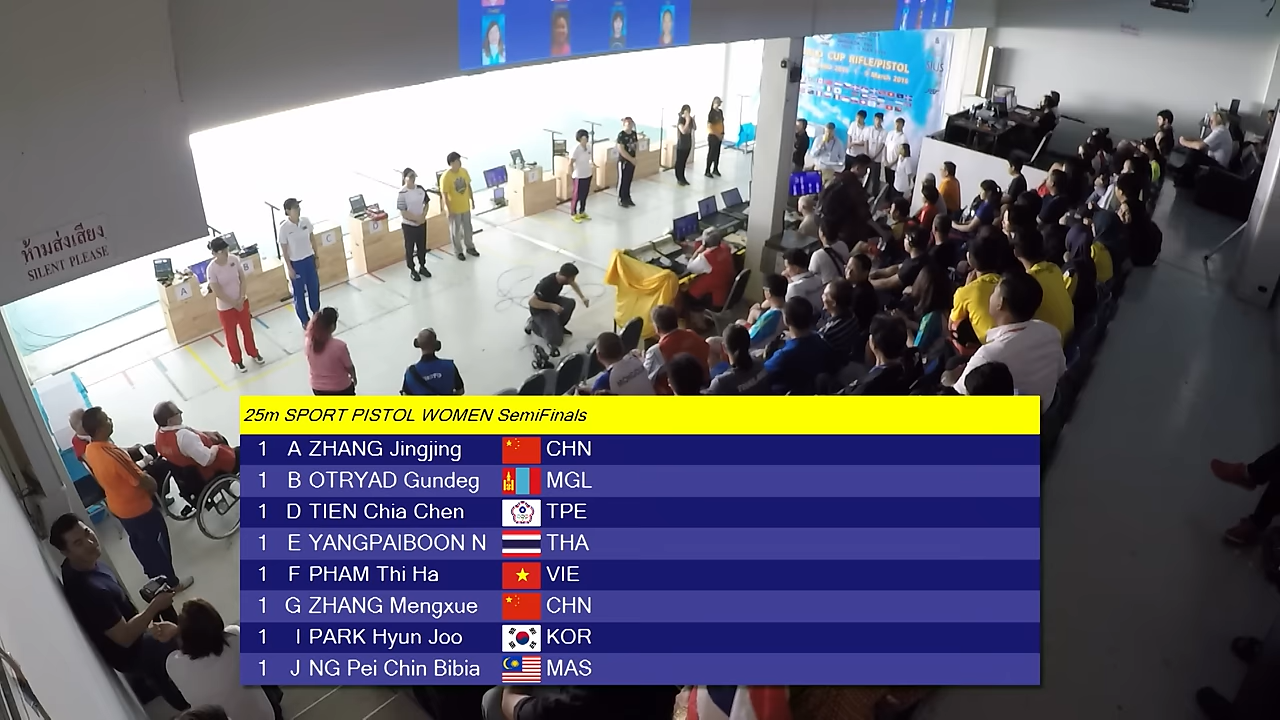 CUP RIFLE/PISTOL
ห้ามส่งเสียง
SILENT PLEASE
A
B
C
D
25m SPORT PISTOL WOMEN SemiFinals
1 A ZHANG Jingjing CHN
1 B OTRYAD Gundeg MGL
1 D TIEN Chia Chen TPE
1 E YANGPAIBOON N THA
1 F PHAM Thi Ha VIE
1 G ZHANG Mengxue CHN
1 I PARK Hyun Joo KOR
1 J NG Pei Chin Bibia MAS